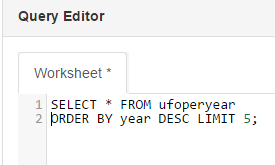 Query Editor
Worksheet *
1 SELECT * FROM ufoperyear
2 ORDER BY year DESC LIMIT 5;